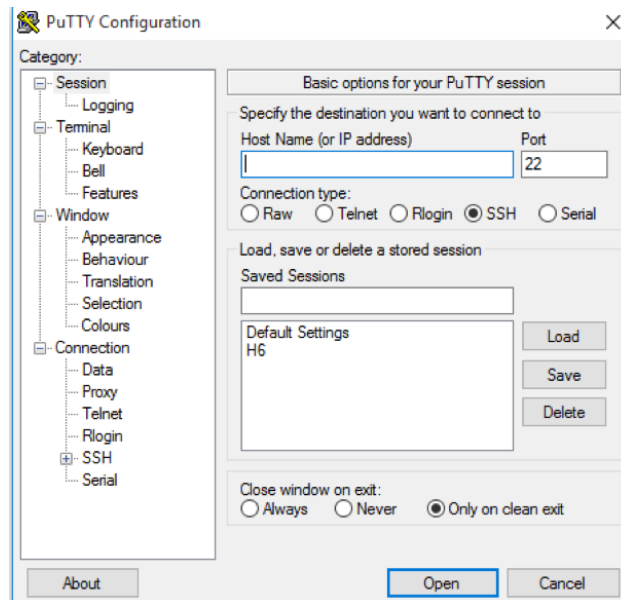 PuTTY Configuration
Category:
Session
Logging
Terminal
Keyboard
Bell
Features
Window
Appearance
Behaviour
Translation
Selection
Colours
Connection
Data
Proxy
Telnet
Rlogin
SSH
Serial
Basic options for your PuTTY session
Specify the destination you want to connect to
Host Name (or IP address) Port
22
Connection type:
Raw Telnet Rlogin SSH Serial
Load, save or delete a stored session
Saved Sessions
Default Settings
H6
Load
Save
Delete
Close window on exit:
Always Never Only on clean exit
About Open Cancel